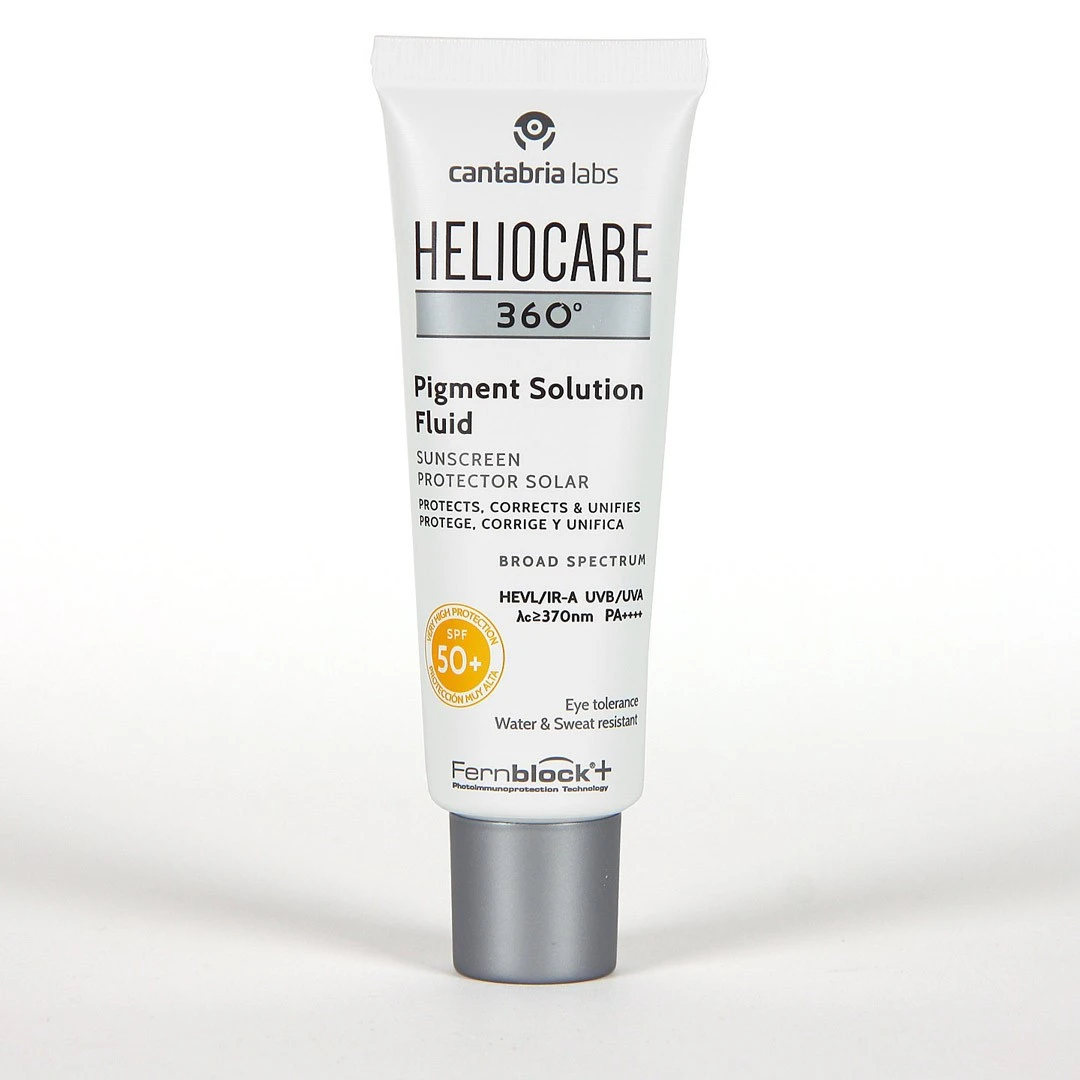 cantabria labs
HELIOCARE
360º
Pigment Solution
Fluid
SUNSCREEN
PROTECTOR SOLAR
PROTECTS, CORRECTS & UNIFIES
PROTEGE, CORRIGE Y UNIFICA
BROAD SPECTRUM
HEVL/IR-A UVB/UVA
λc≥370nm PA++++
VERY HIGH PROTECTION
SPF
50+
PROTECCIÓN MUY ALTA
Eye tolerance
Water & Sweat resistant
Fernblock®+
Photoimmunoprotection Technology